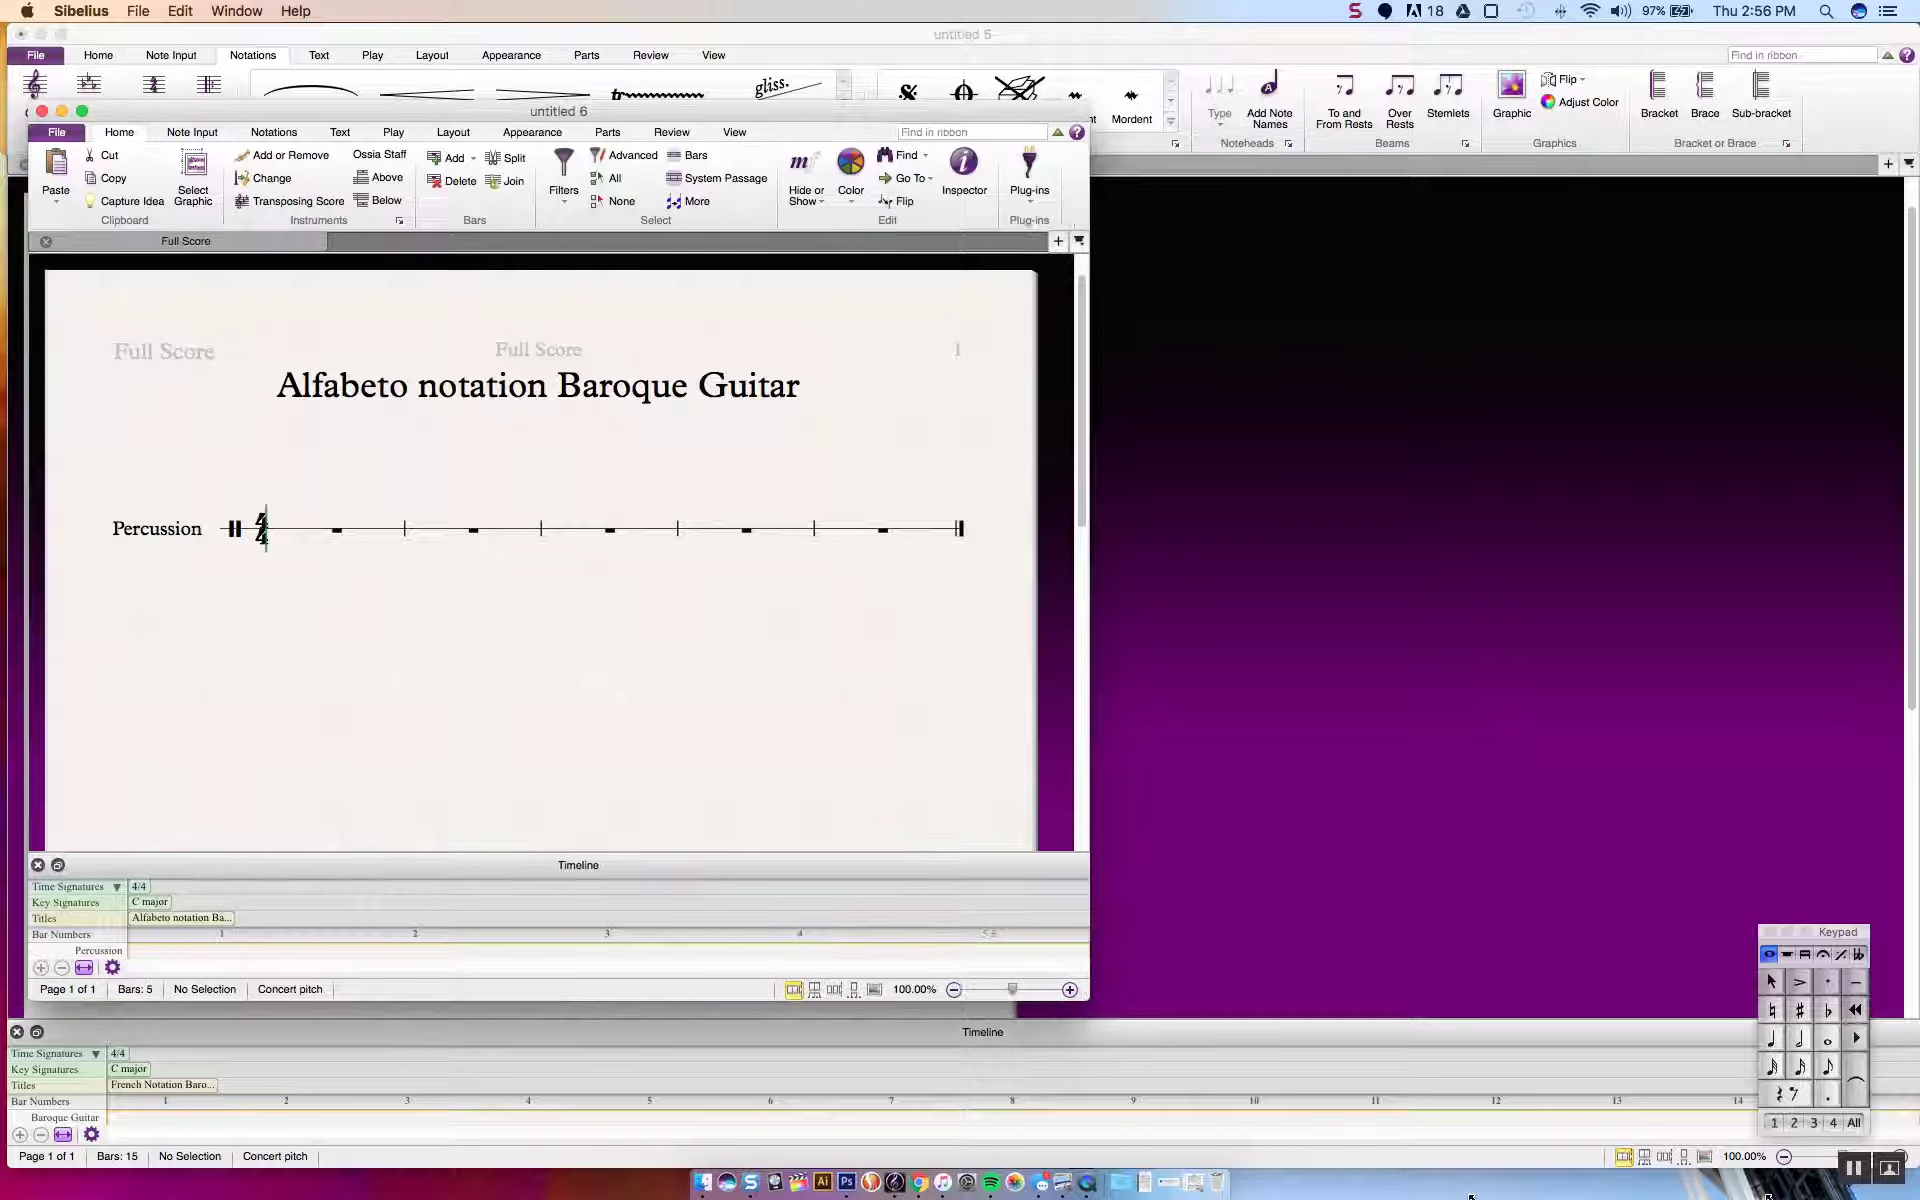 Sibelius File Edit Window Help 18 97% Thu 2:56 PM
untitled 5
File Home Note Input Notations Text Play Layout Appearance Parts Review View Find in ribbon
gliss.
Mordent Type Add Note Names To and From Rests Over Rests Stemlets Graphic Flip Adjust Color Bracket Brace Sub-bracket
Noteheads Beams Graphics Bracket or Brace
untitled 6
File Home Note Input Notations Text Play Layout Appearance Parts Review View Find in ribbon
Paste Cut Copy Capture Idea Select Graphic Add or Remove Change Transposing Score Ossia Staff Above Below Add Delete Split Join Filters Advanced All None Bars System Passage More Hide or Show Color Find Go To Flip Inspector Plug-ins
Clipboard Instruments Bars Select Edit Plug-ins
Full Score
Full Score Full Score 1
Alfabeto notation Baroque Guitar
Percussion 4 4
Timeline
Time Signatures 4/4
Key Signatures C major
Titles Alfabeto notation Ba...
Bar Numbers 1 2 3 4 5
Percussion
Page 1 of 1 Bars: 5 No Selection Concert pitch 100.00%
Keypad
1 2 3 4 All
Timeline
Time Signatures 4/4
Key Signatures C major
Titles French Notation Baro...
Bar Numbers 1 2 3 4 5 6 7 8 9 10 11 12 13 14
Baroque Guitar
Page 1 of 1 Bars: 15 No Selection Concert pitch 100.00%
Ai Ps